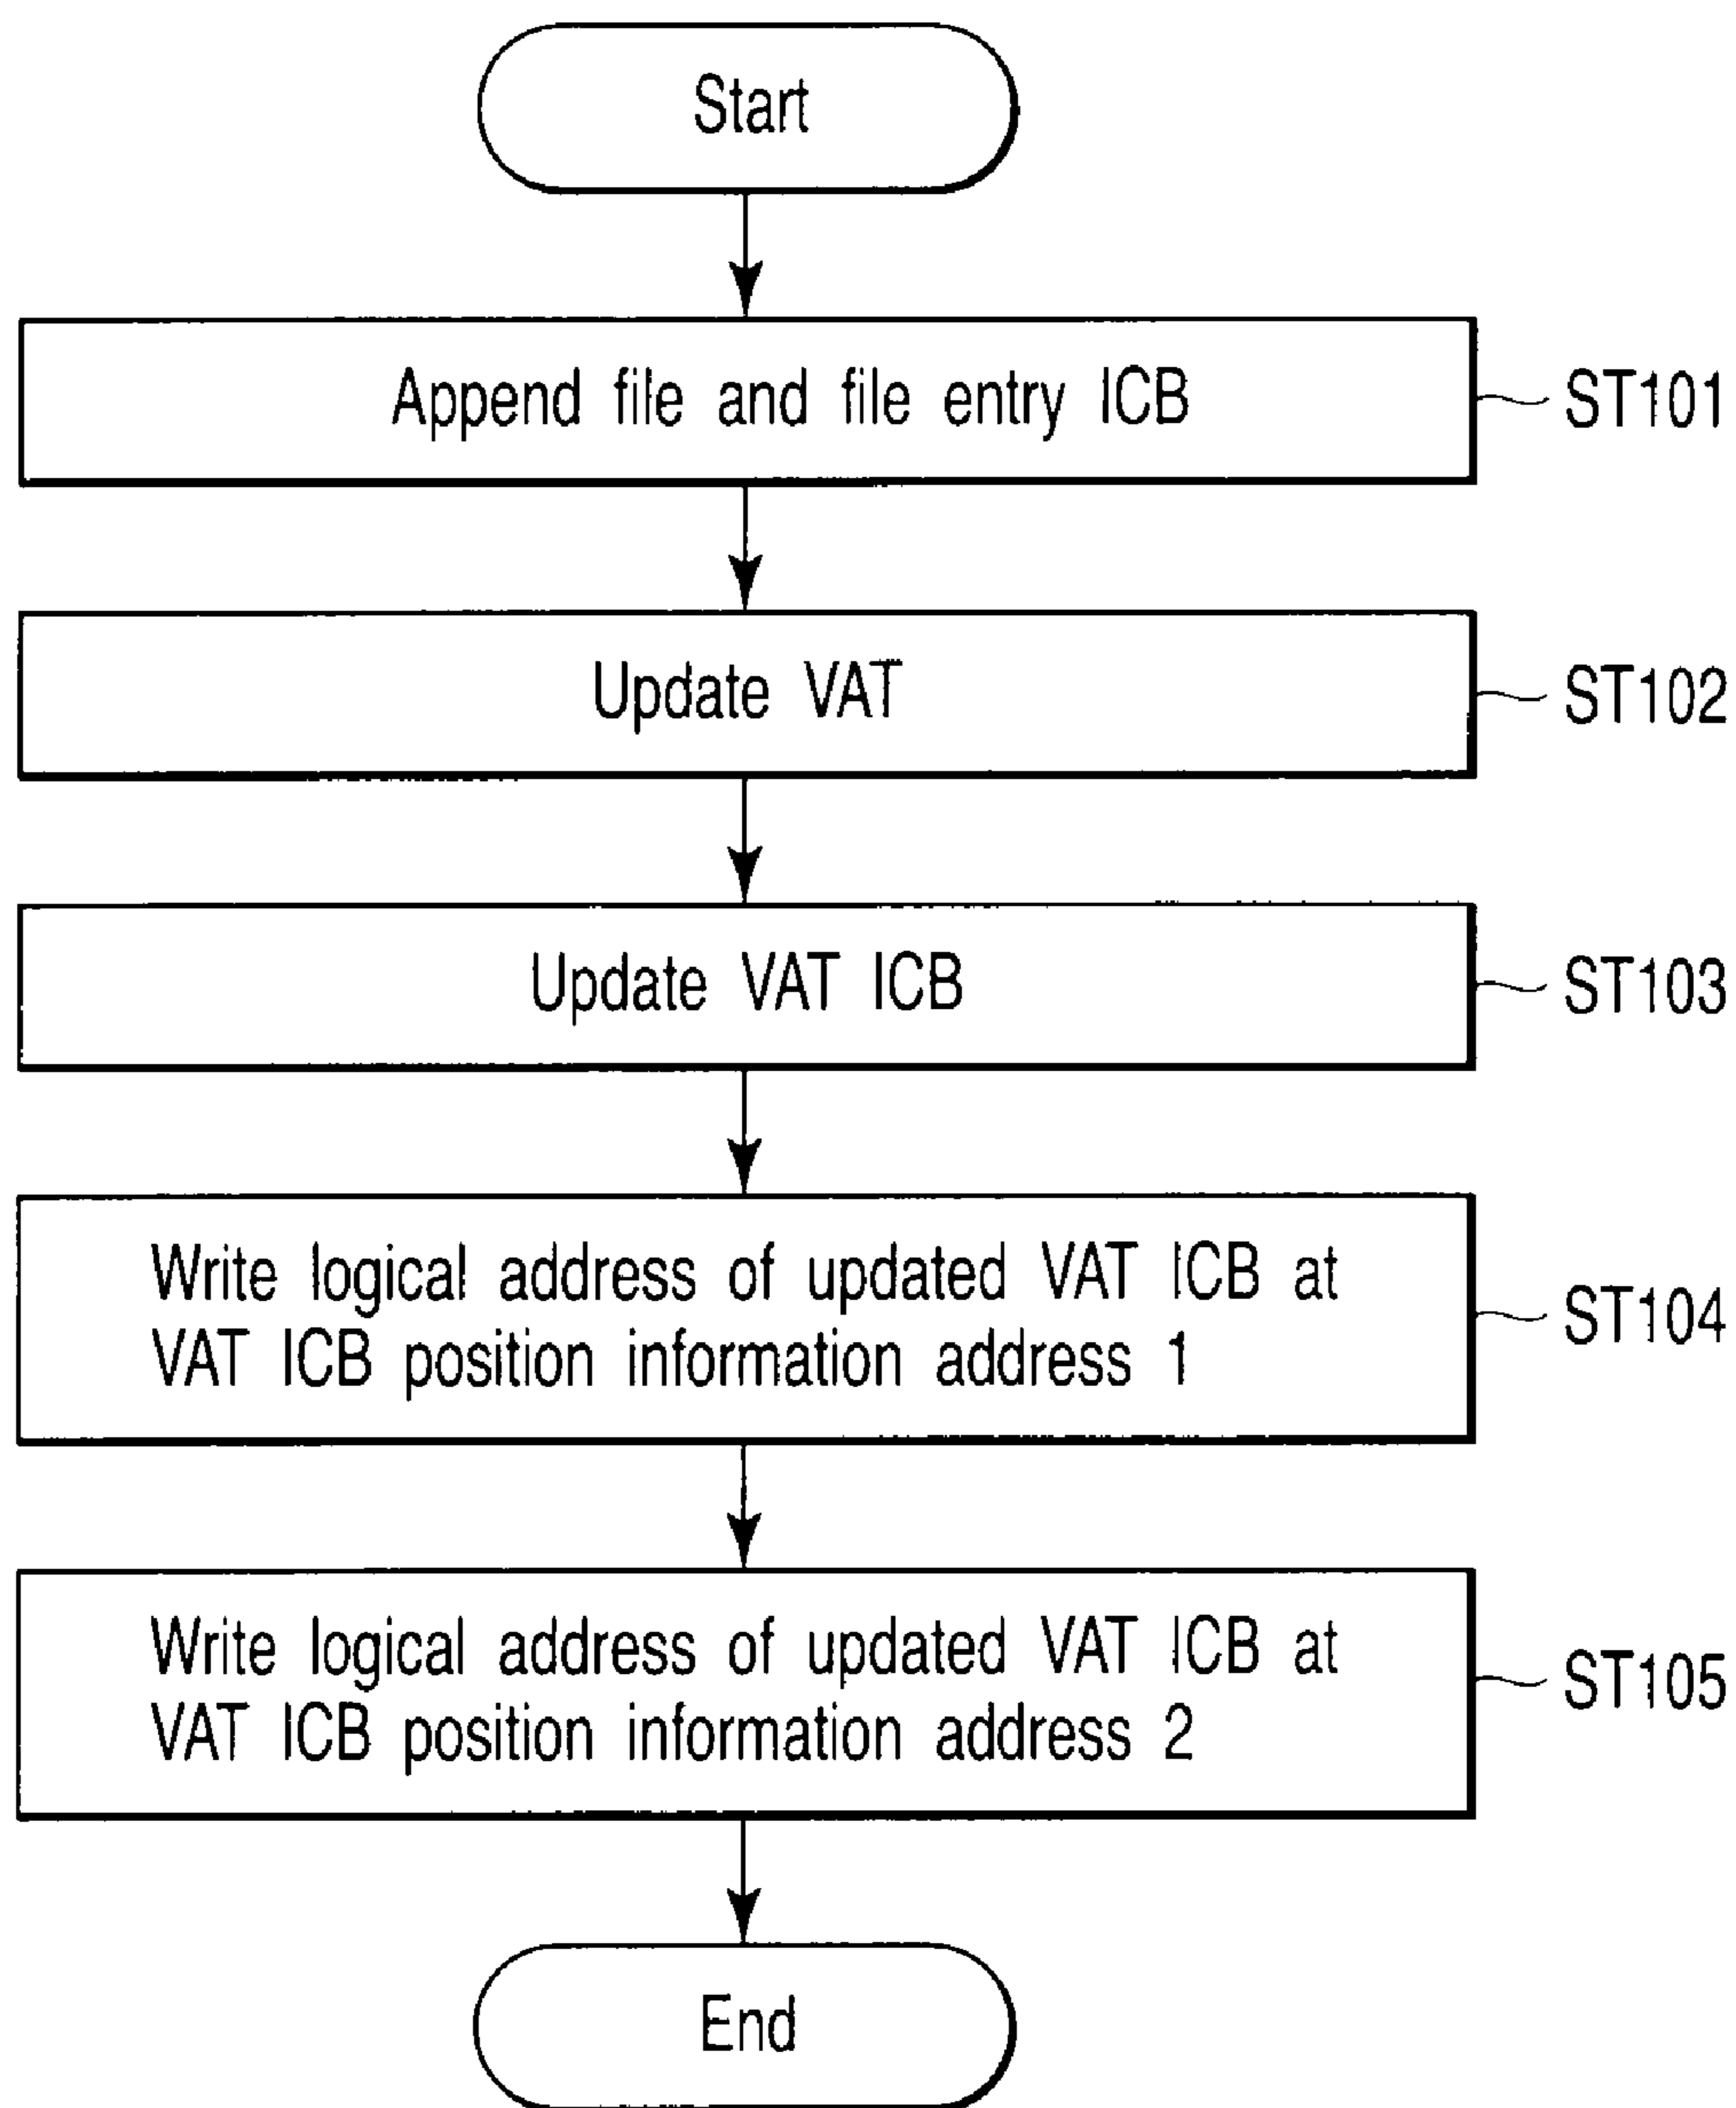 Start
Append file and file entry ICB
ST101
Update VAT
ST102
Update VAT ICB
ST103
Write logical address of updated VAT ICB at
VAT ICB position information address 1
ST104
Write logical address of updated VAT ICB at
VAT ICB position information address 2
ST105
End